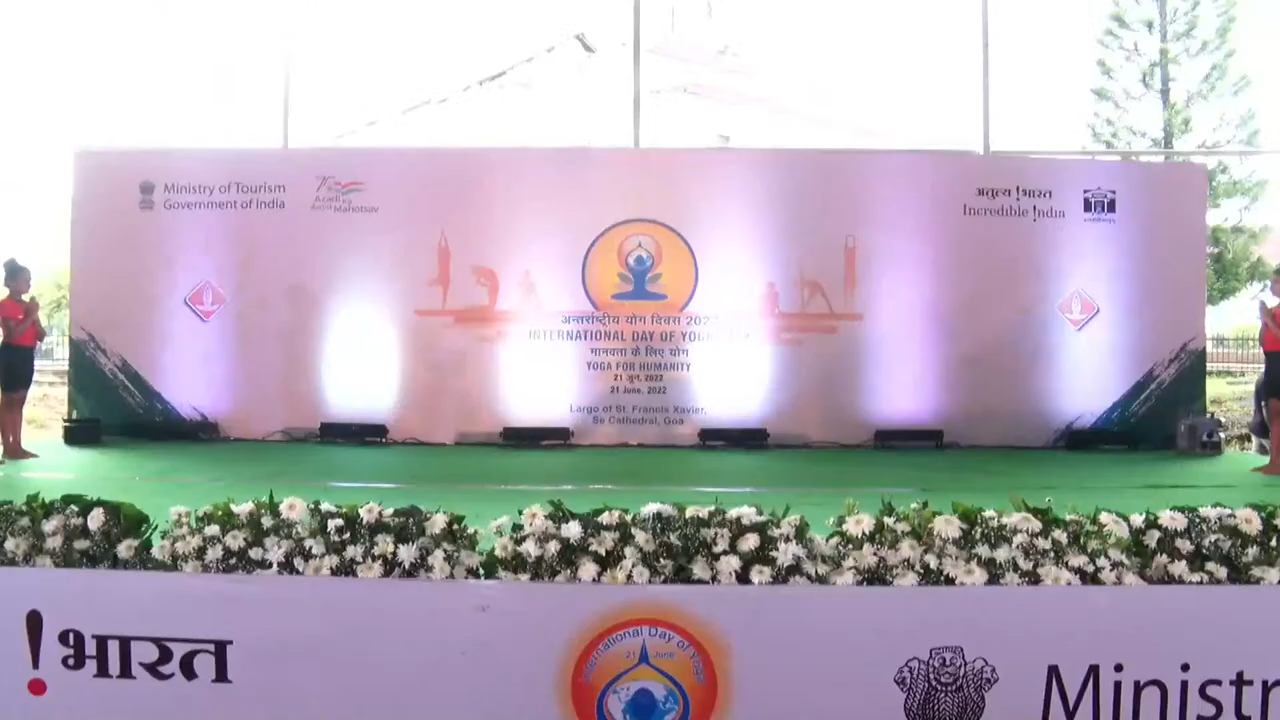 Ministry of Tourism
Government of India
75
Azadi Ka
Amrit Mahotsav
अतुल्य !भारत
Incredible !ndia
अन्तर्राष्ट्रीय योग दिवस 2022
INTERNATIONAL DAY OF YOGA
मानवता के लिए योग
YOGA FOR HUMANITY
21 जून, 2022
21 June, 2022
Largo of St. Francis Xavier,
Se Cathedral, Goa
!भारत
International Day of Yoga
21 June
Ministr